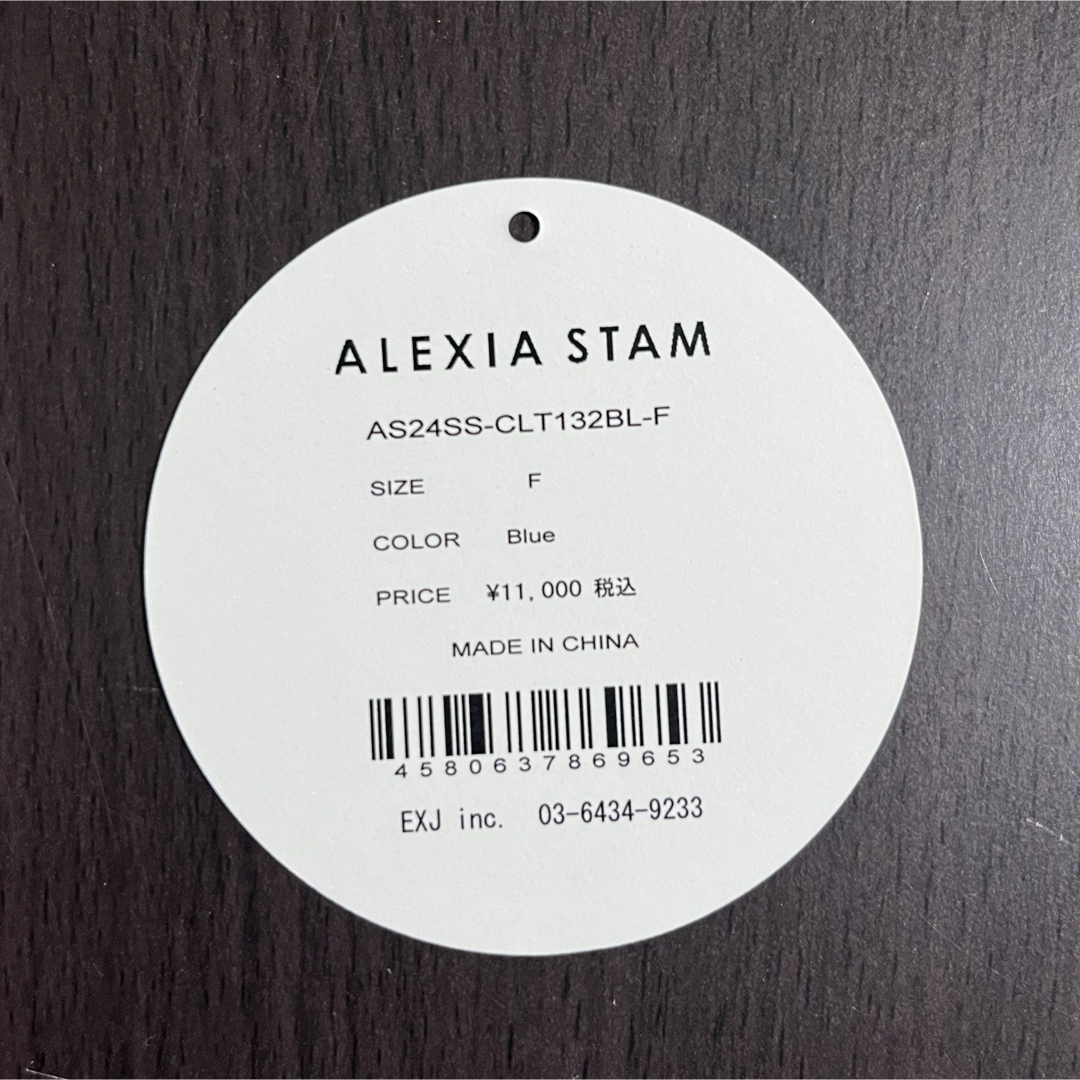 ALEXIA STAM
AS24SS-CLT132BL-F
SIZE F
COLOR Blue
PRICE ¥11,000 税込
MADE IN CHINA
4580637869653
EXJ inc. 03-6434-9233